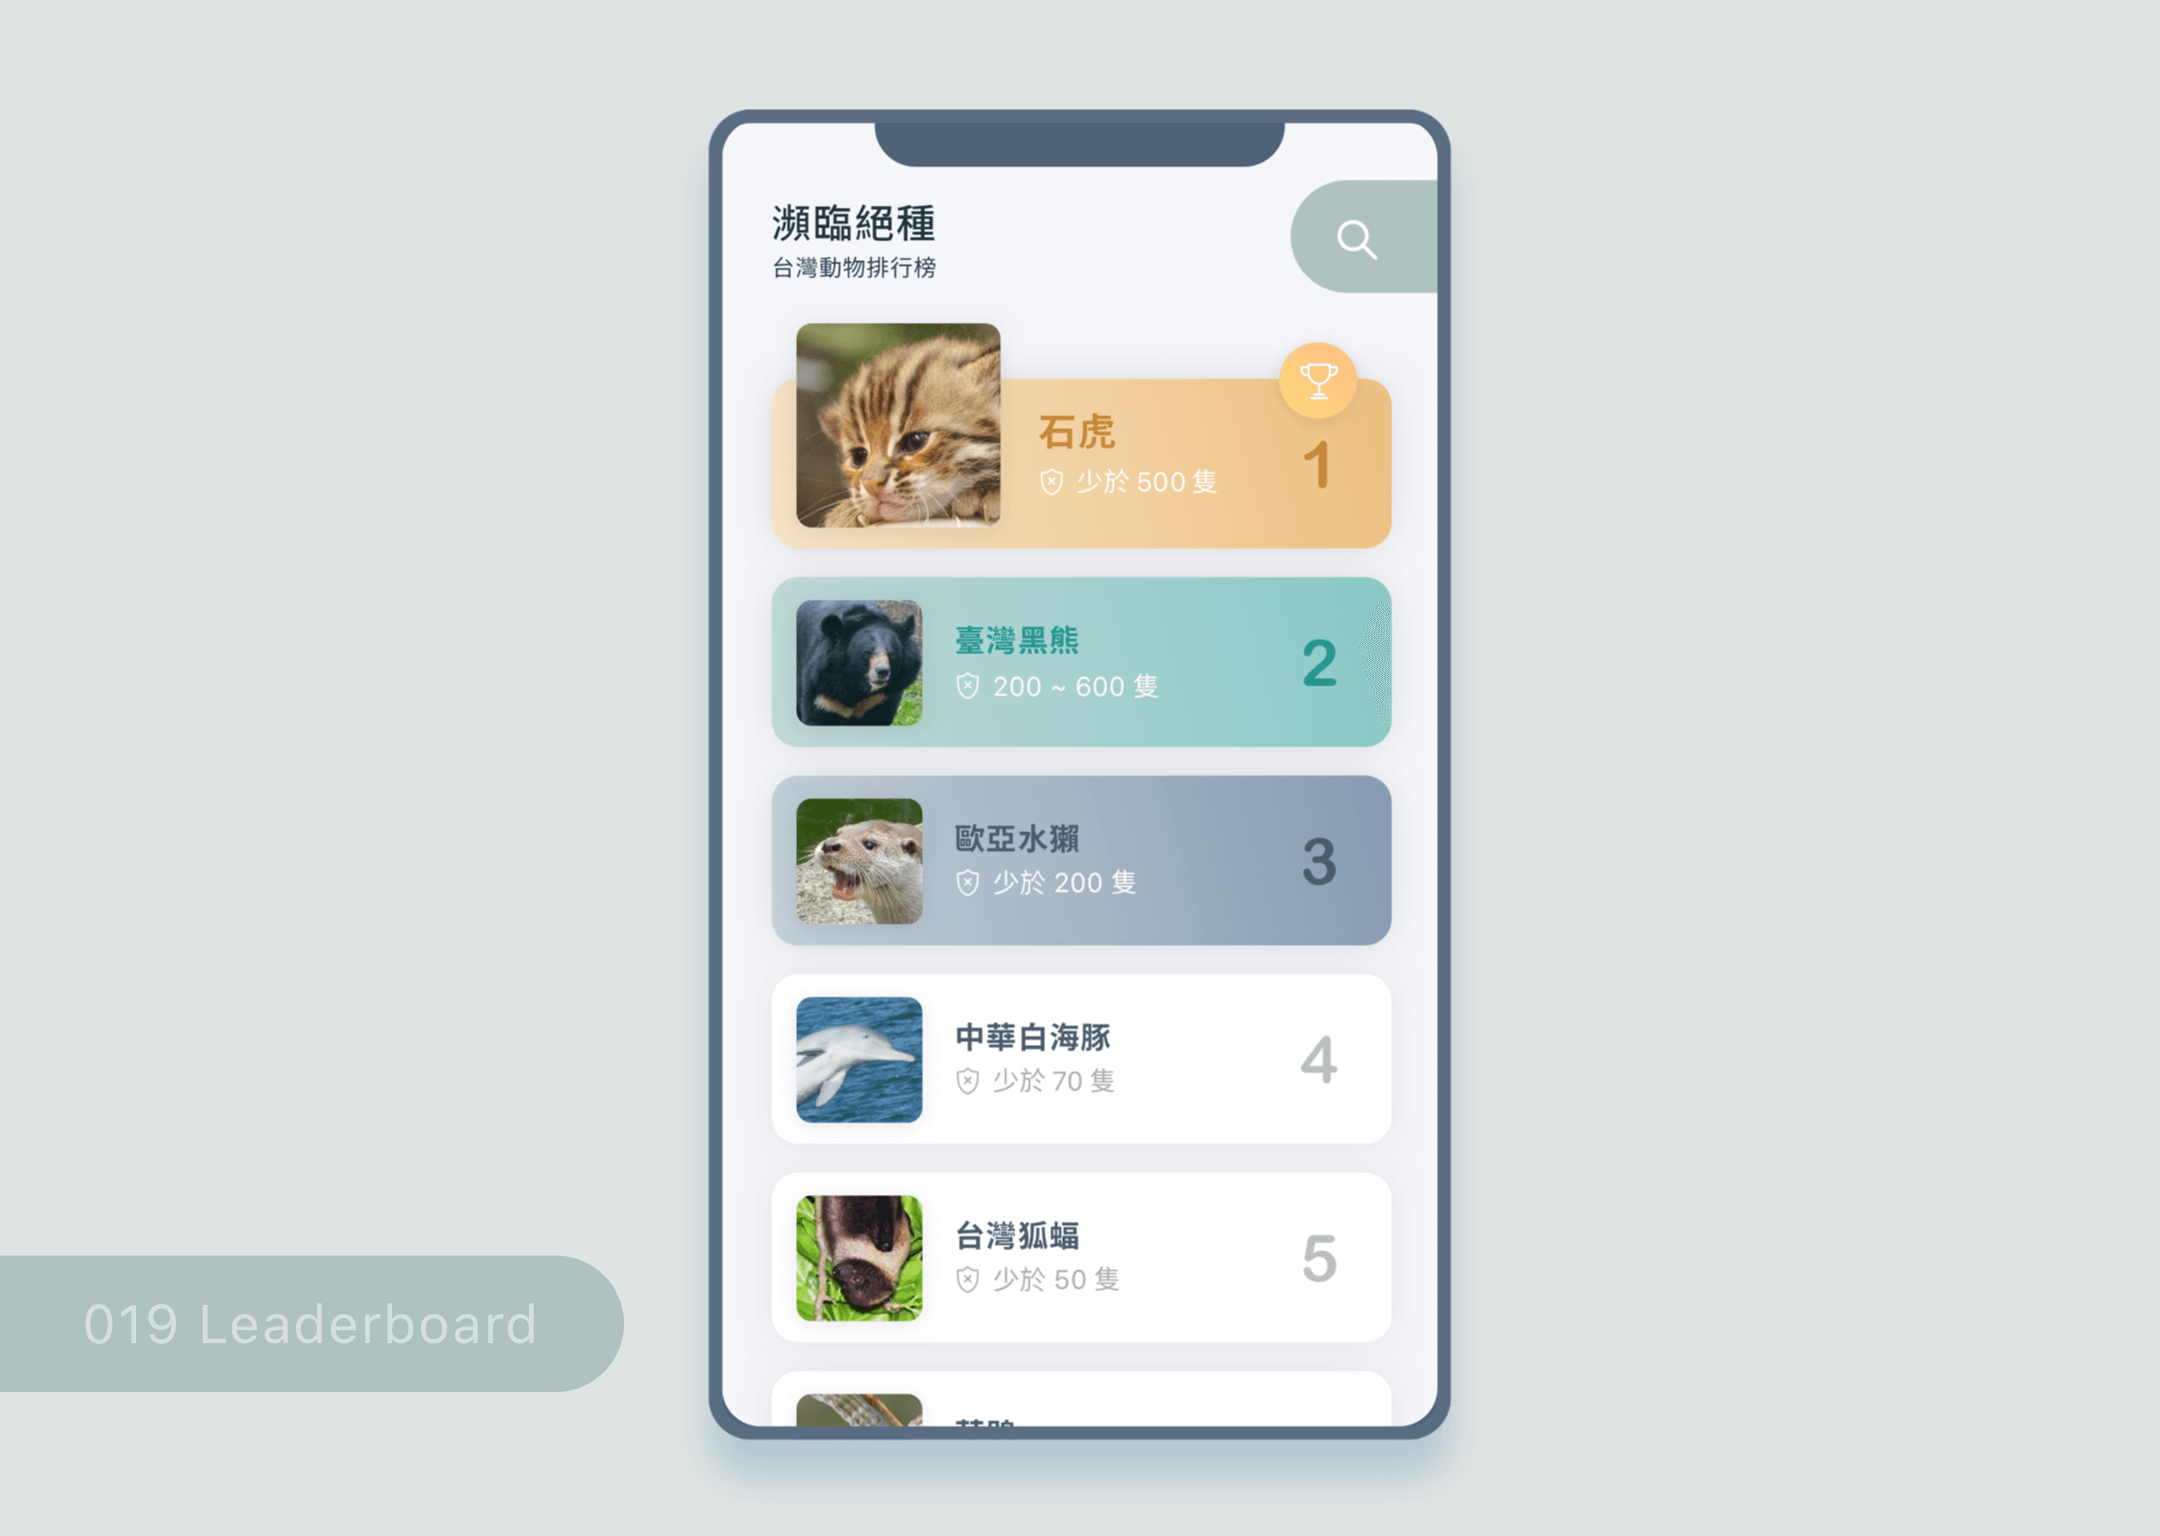 瀕臨絕種
台灣動物排行榜
石虎
少於 500 隻
1
臺灣黑熊
200 ~ 600 隻
2
歐亞水獺
少於 200 隻
3
中華白海豚
少於 70 隻
4
台灣狐蝠
少於 50 隻
5
019 Leaderboard